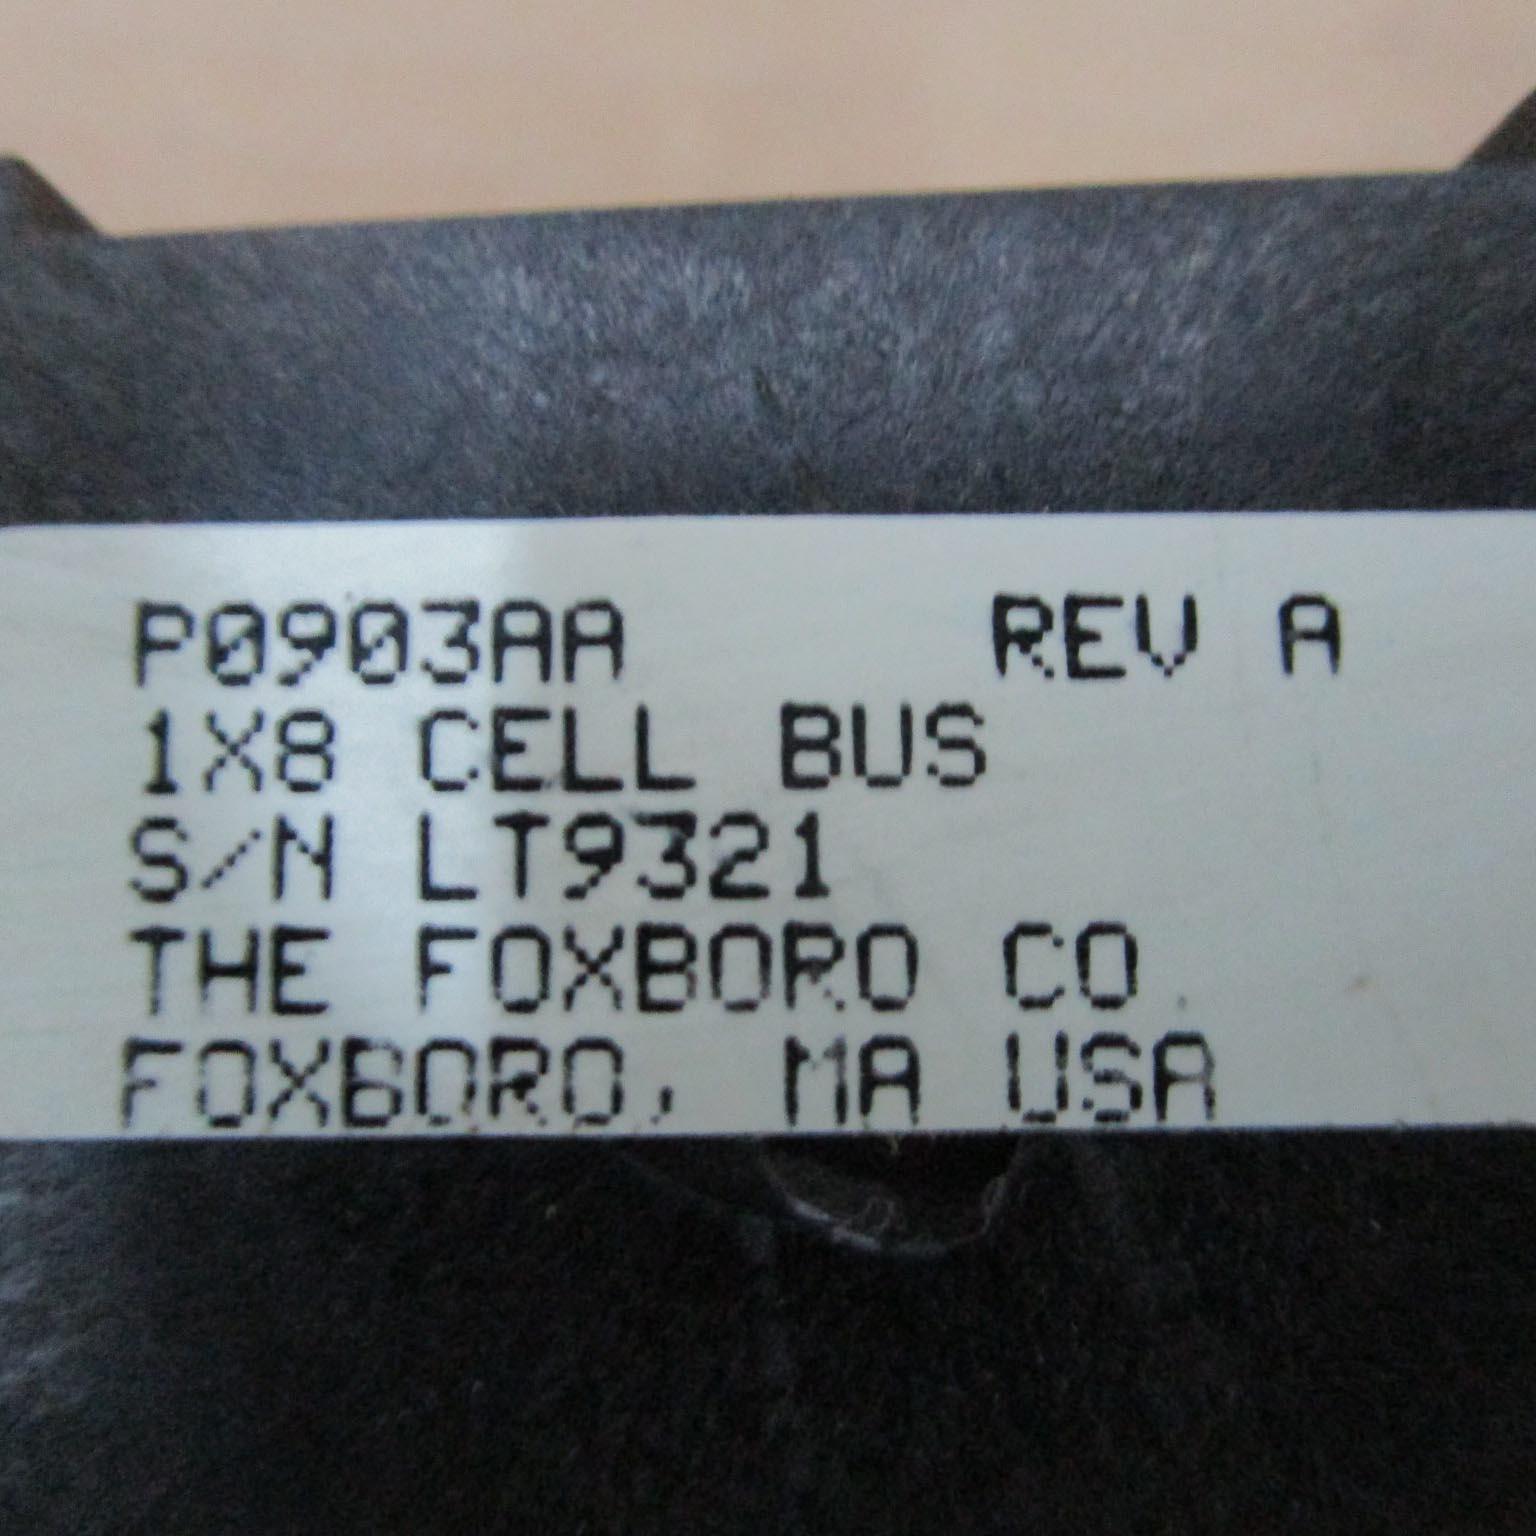 P0903AA REV A
1X8 CELL BUS
S/N LT9321
THE FOXBORO CO.
FOXBORO, MA USA